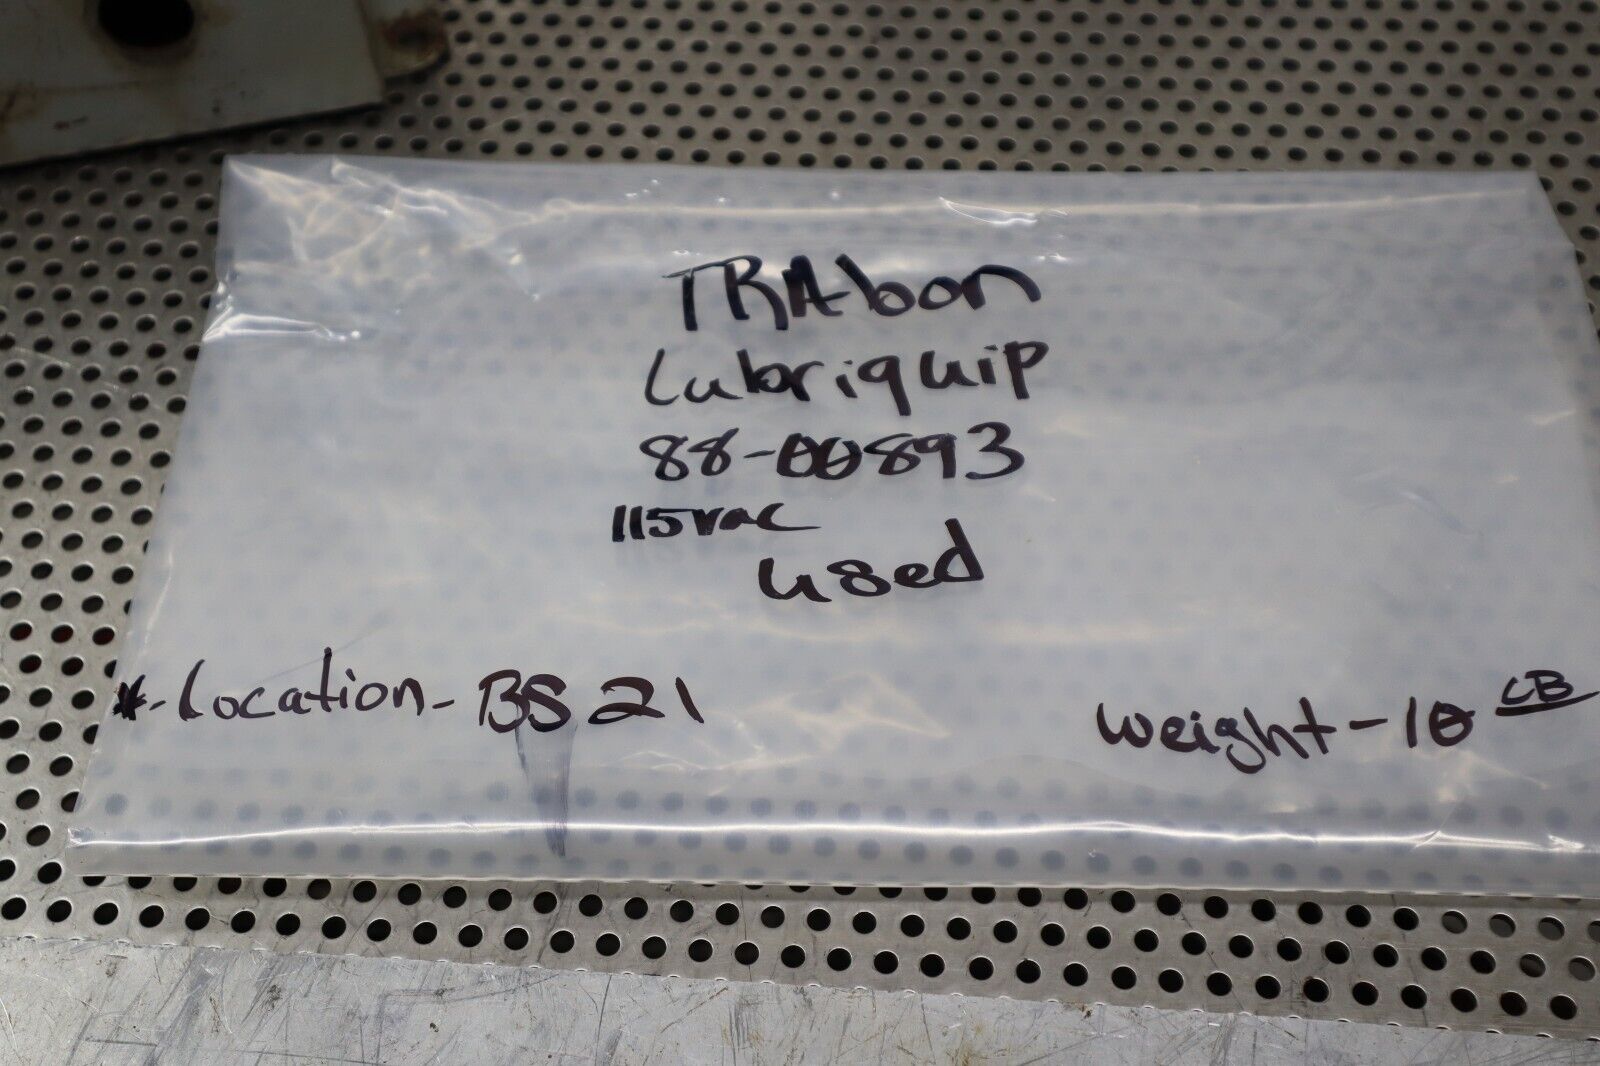 TRAbon
Lubriquip
88-00893
115vac
used
*-Location-BS21
weight-10 LB